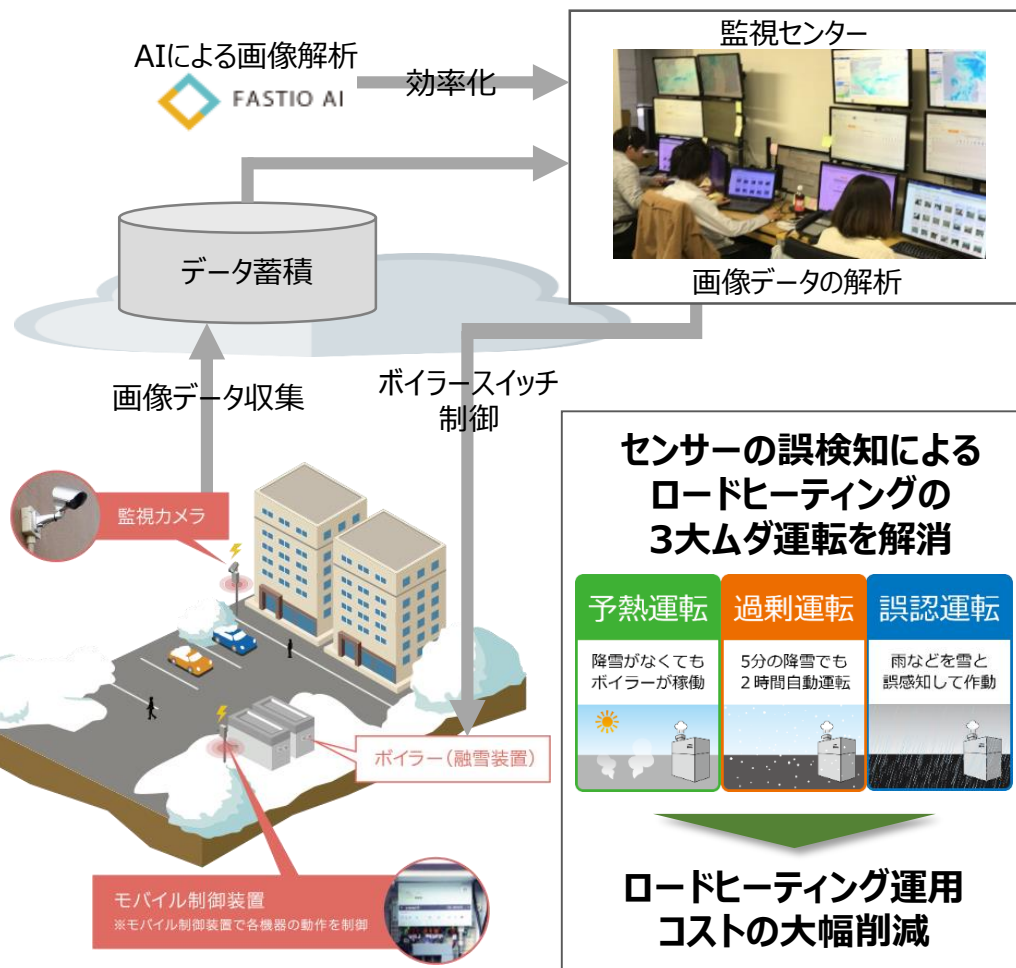 AIによる画像解析
FASTIO AI
効率化
監視センター
画像データの解析
データ蓄積
画像データ収集
ボイラースイッチ
制御
監視カメラ
ボイラー（融雪装置）
モバイル制御装置
※モバイル制御装置で各機器の動作を制御
センサーの誤検知による
ロードヒーティングの
3大ムダ運転を解消
予熱運転
降雪がなくても
ボイラーが稼働
過剰運転
5分の降雪でも
２時間自動運転
誤認運転
雨などを雪と
誤感知して作動
ロードヒーティング運用
コストの大幅削減